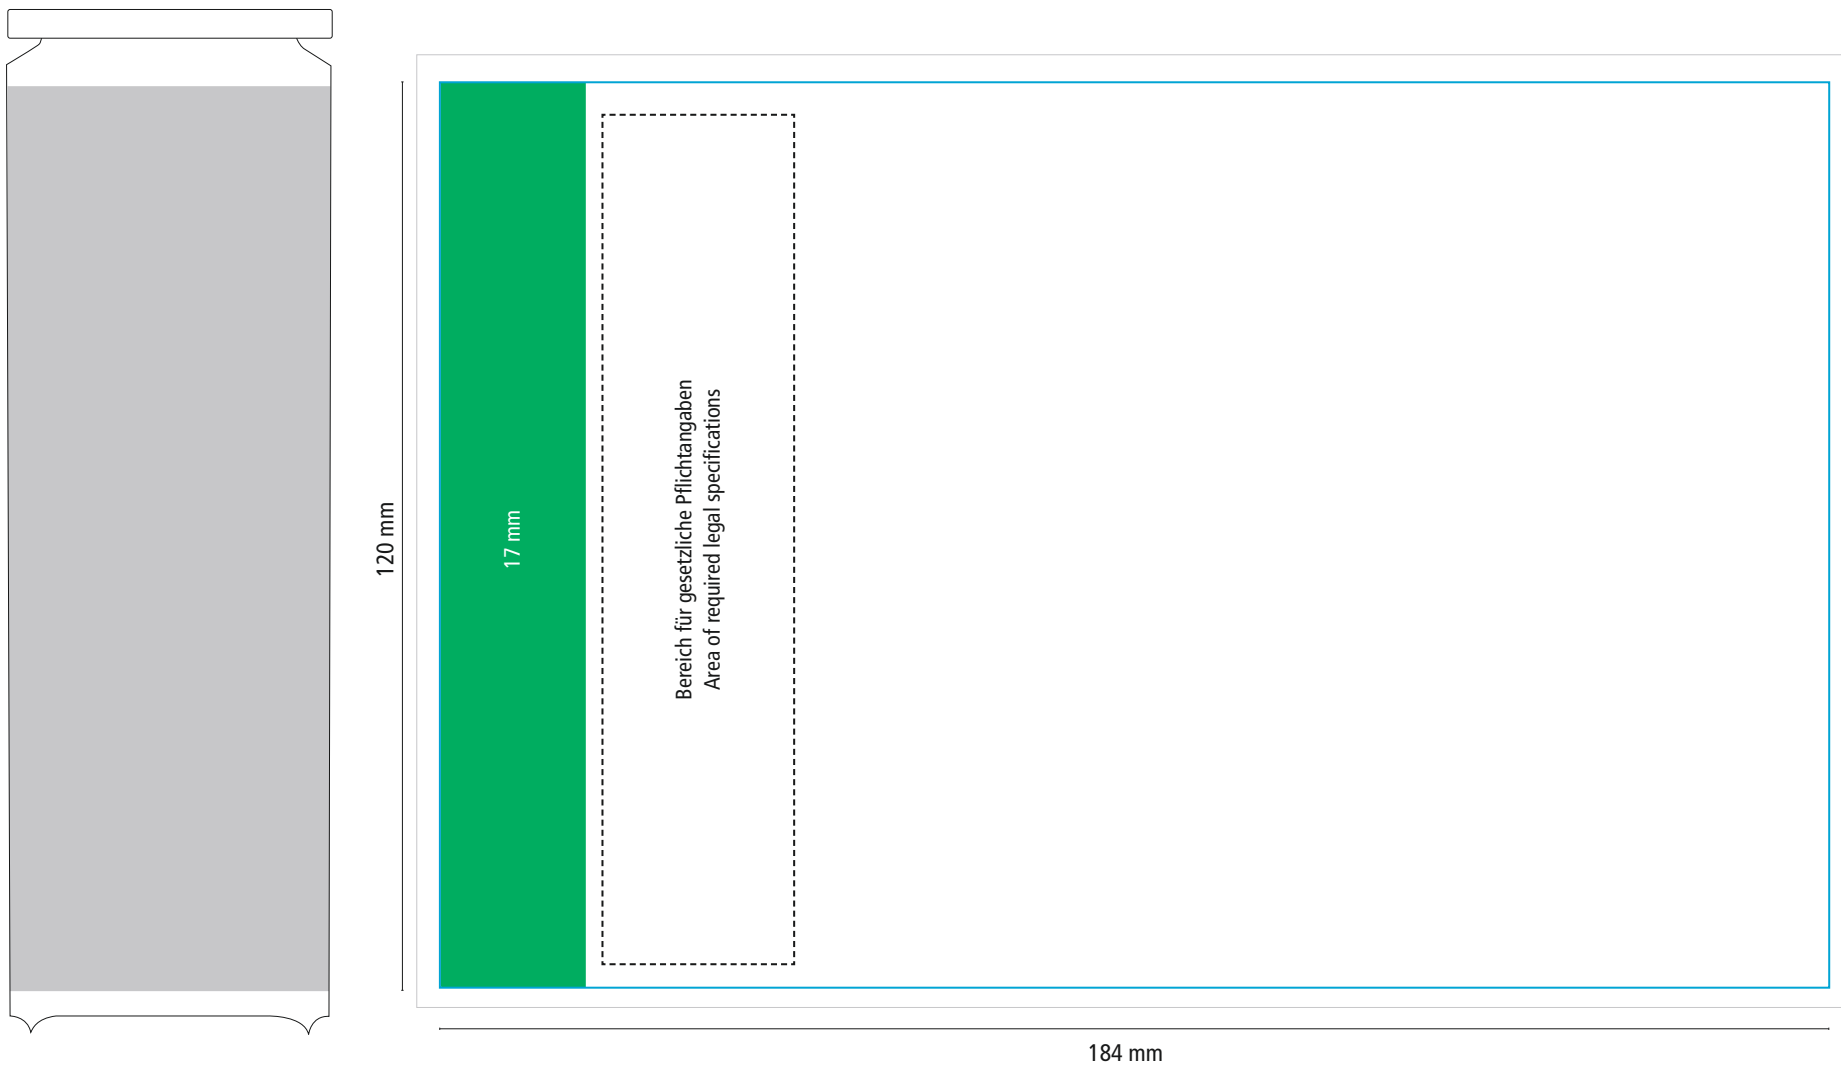 120 mm
17 mm
Bereich für gesetzliche Pflichtangaben
Area of required legal specifications
184 mm